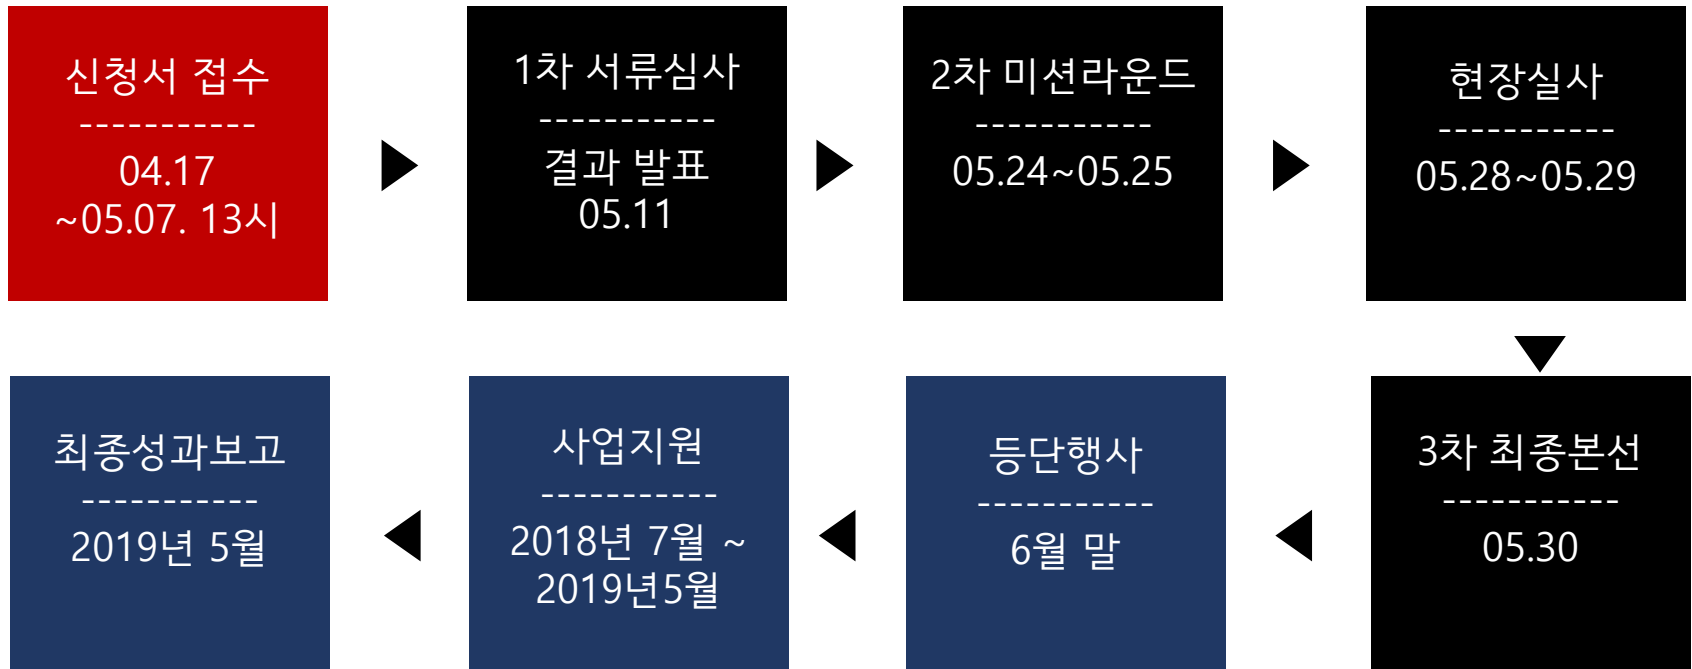 신청서 접수
-----------
04.17
~05.07. 13시
1차 서류심사
-----------
결과 발표
05.11
2차 미션라운드
-----------
05.24~05.25
현장실사
-----------
05.28~05.29
3차 최종본선
-----------
05.30
등단행사
-----------
6월 말
사업지원
-----------
2018년 7월 ~
2019년5월
최종성과보고
-----------
2019년 5월